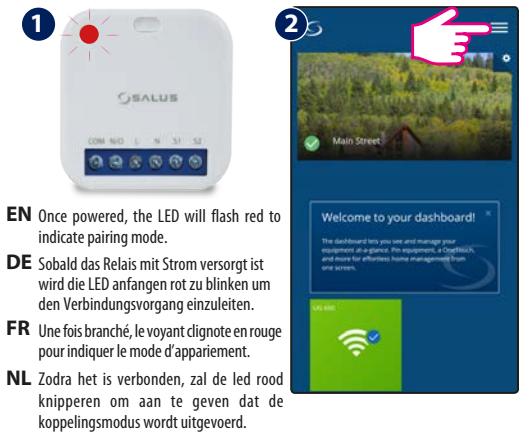 1
SALUS
COM N/O L N S1 S2
EN Once powered, the LED will flash red to
indicate pairing mode.
DE Sobald das Relais mit Strom versorgt ist
wird die LED anfangen rot zu blinken um
den Verbindungsvorgang einzuleiten.
FR Une fois branché, le voyant clignote en rouge
pour indiquer le mode d'appariement.
NL Zodra het is verbonden, zal de led rood
knipperen om aan te geven dat de
koppelingsmodus wordt uitgevoerd.
2
Main Street
Welcome to your dashboard!
The dashboard lets you see and manage your
equipment at-a-glance. Pin equipment, a OneTouch,
and more for effortless home management from
one screen.